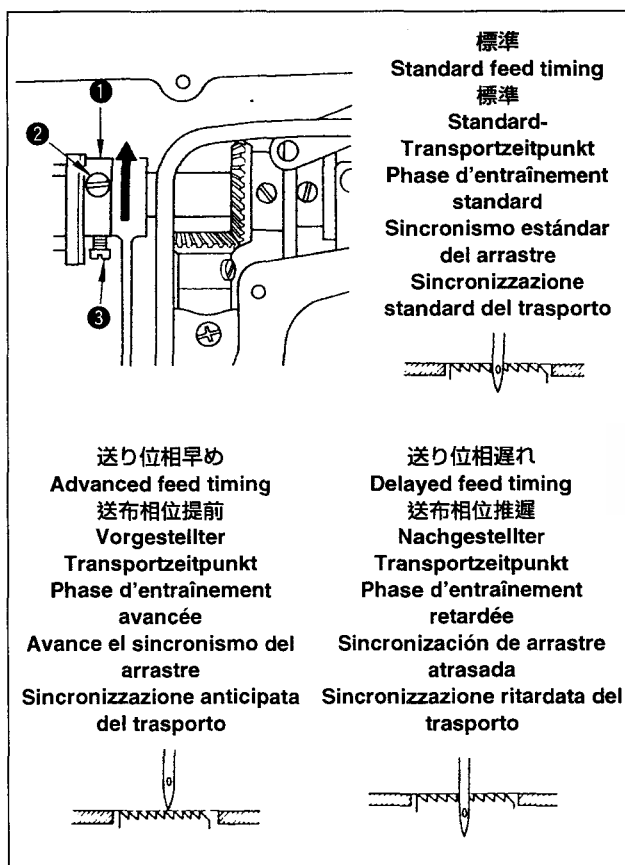 ❶
❷
❸
標準
Standard feed timing
標準
Standard-
Transportzeitpunkt
Phase d'entraînement
standard
Sincronismo estándar
del arrastre
Sincronizzazione
standard del trasporto
送り位相早め
Advanced feed timing
送布相位提前
Vorgestellter
Transportzeitpunkt
Phase d'entraînement
avancée
Avance el sincronismo del
arrastre
Sincronizzazione anticipata
del trasporto
送り位相遅れ
Delayed feed timing
送布相位推遲
Nachgestellter
Transportzeitpunkt
Phase d'entraînement
retardée
Sincronización de arrastre
atrasada
Sincronizzazione ritardata del
trasporto